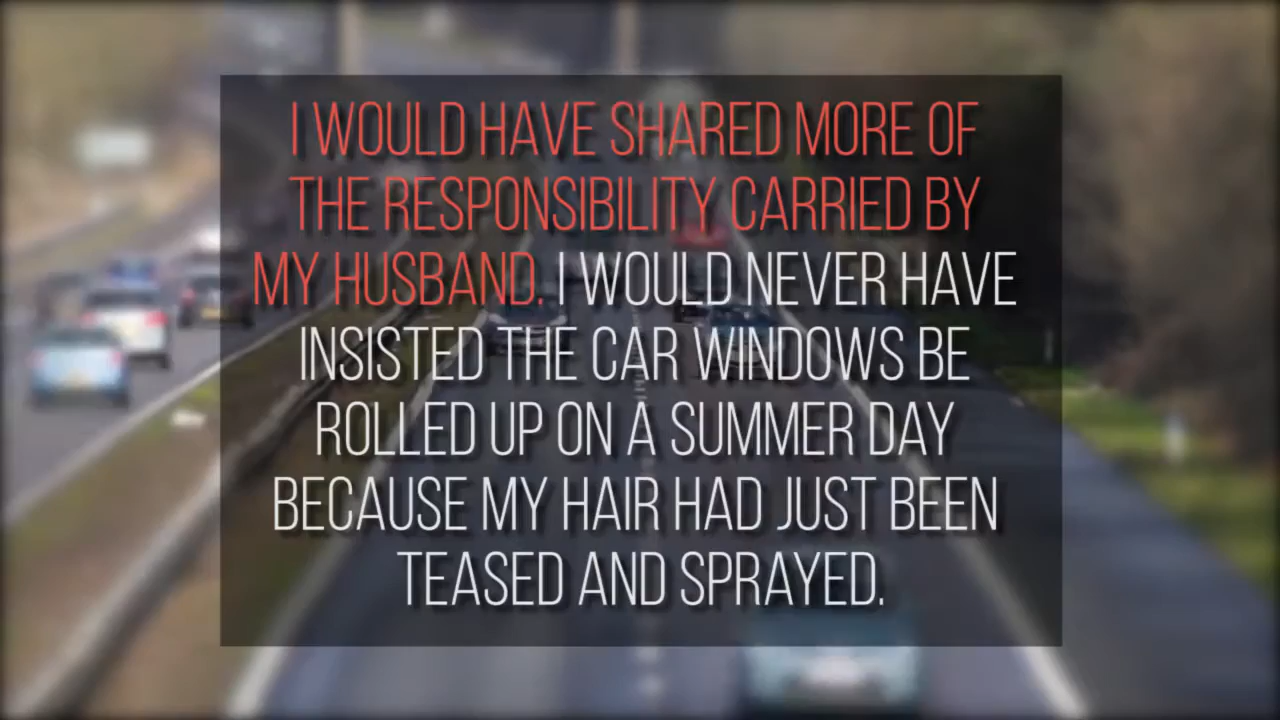 I WOULD HAVE SHARED MORE OF
THE RESPONSIBILITY CARRIED BY
MY HUSBAND. I WOULD NEVER HAVE
INSISTED THE CAR WINDOWS BE
ROLLED UP ON A SUMMER DAY
BECAUSE MY HAIR HAD JUST BEEN
TEASED AND SPRAYED.